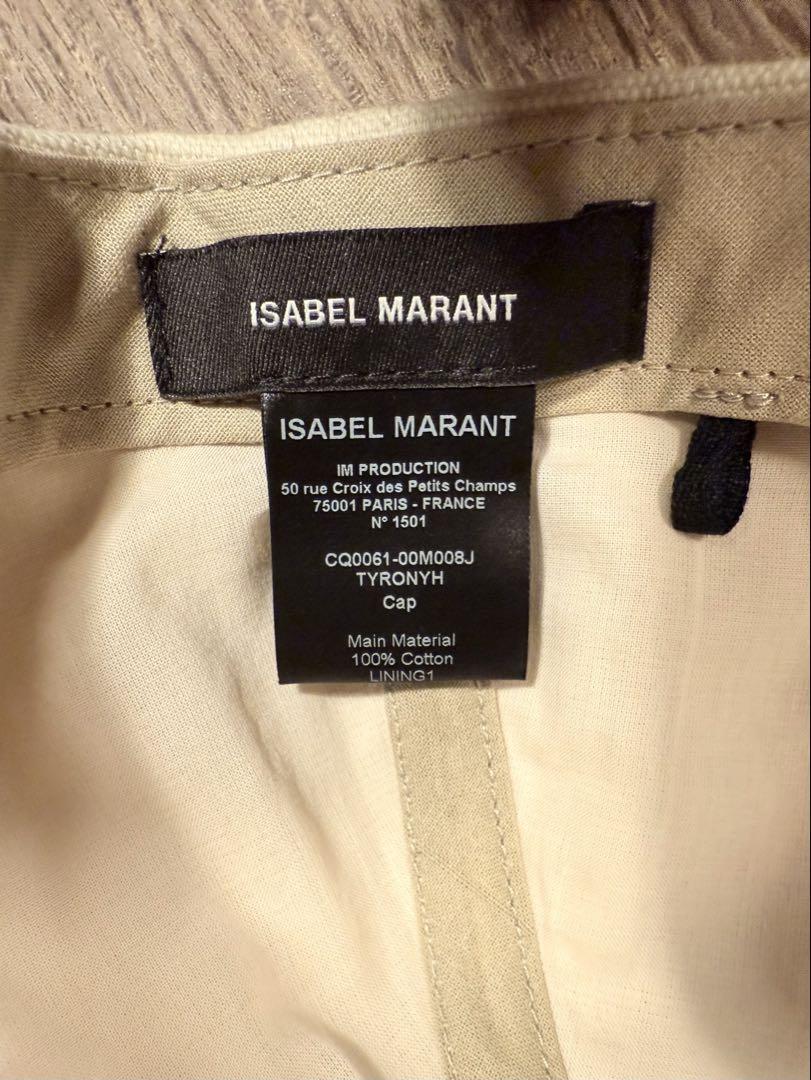 ISABEL MARANT
ISABEL MARANT
IM PRODUCTION
50 rue Croix des Petits Champs
75001 PARIS - FRANCE
N° 1501
CQ0061-00M008J
TYRONYH
Cap
Main Material
100% Cotton
LINING1